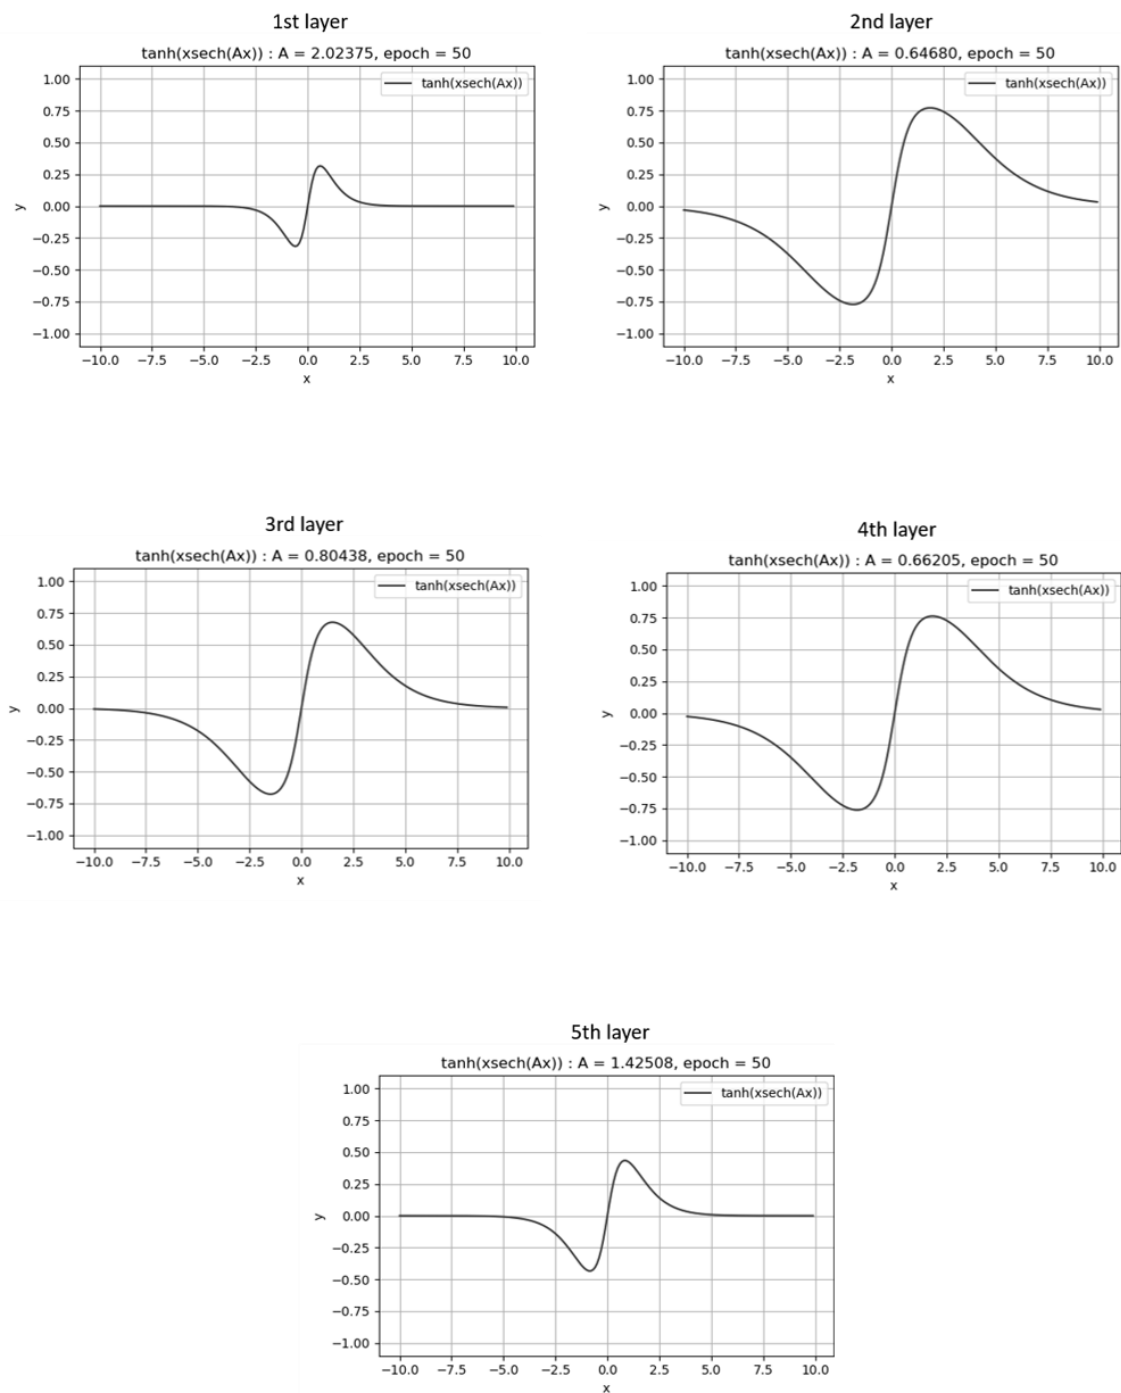 1st layer
tanh(xsech(Ax)) : A = 2.02375, epoch = 50
tanh(xsech(Ax))
1.00
0.75
0.50
0.25
0.00
−0.25
−0.50
−0.75
−1.00
y
−10.0 −7.5 −5.0 −2.5 0.0 2.5 5.0 7.5 10.0
x
2nd layer
tanh(xsech(Ax)) : A = 0.64680, epoch = 50
tanh(xsech(Ax))
1.00
0.75
0.50
0.25
0.00
−0.25
−0.50
−0.75
−1.00
y
−10.0 −7.5 −5.0 −2.5 0.0 2.5 5.0 7.5 10.0
x
3rd layer
tanh(xsech(Ax)) : A = 0.80438, epoch = 50
tanh(xsech(Ax))
1.00
0.75
0.50
0.25
0.00
−0.25
−0.50
−0.75
−1.00
y
−10.0 −7.5 −5.0 −2.5 0.0 2.5 5.0 7.5 10.0
x
4th layer
tanh(xsech(Ax)) : A = 0.66205, epoch = 50
tanh(xsech(Ax))
1.00
0.75
0.50
0.25
0.00
−0.25
−0.50
−0.75
−1.00
y
−10.0 −7.5 −5.0 −2.5 0.0 2.5 5.0 7.5 10.0
x
5th layer
tanh(xsech(Ax)) : A = 1.42508, epoch = 50
tanh(xsech(Ax))
1.00
0.75
0.50
0.25
0.00
−0.25
−0.50
−0.75
−1.00
y
−10.0 −7.5 −5.0 −2.5 0.0 2.5 5.0 7.5 10.0
x